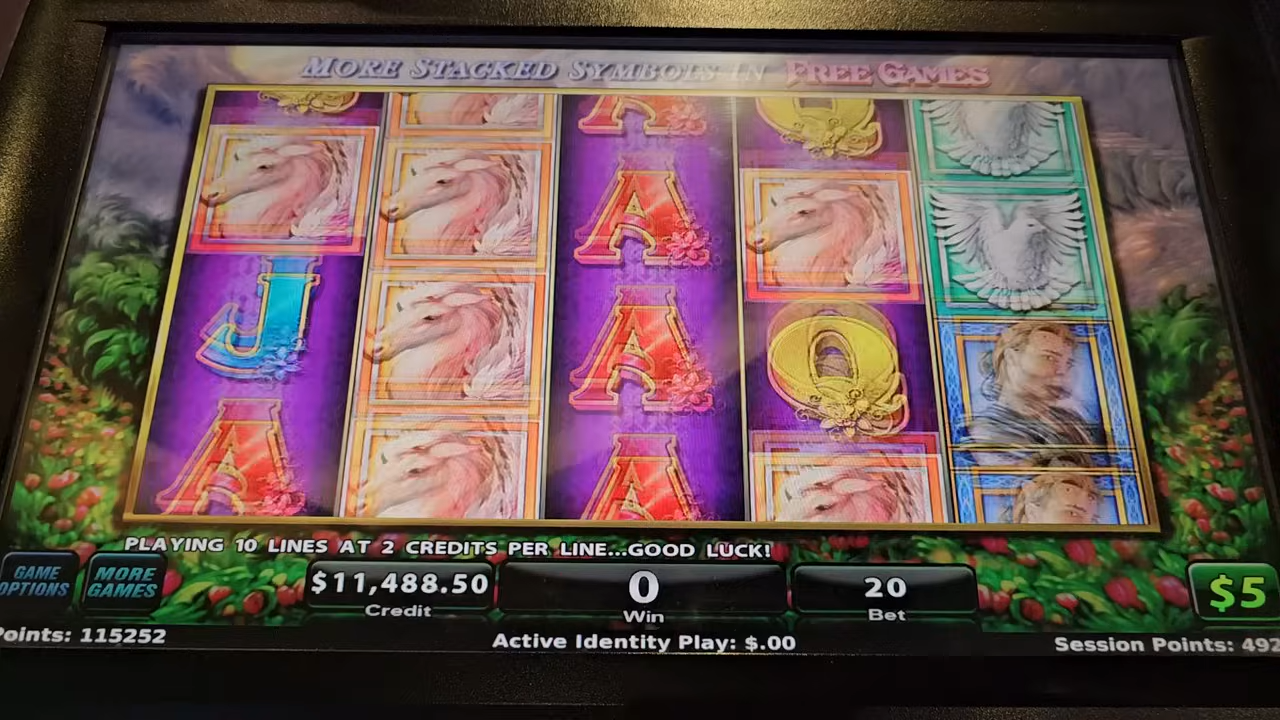 MORE STACKED SYMBOLS IN FREE GAMES
A Q
A
J A Q
A A
PLAYING 10 LINES AT 2 CREDITS PER LINE...GOOD LUCK!
GAME OPTIONS
MORE GAMES
$11,488.50
Credit
0
Win
20
Bet
$5
Points: 115252
Active Identity Play: $.00
Session Points: 492